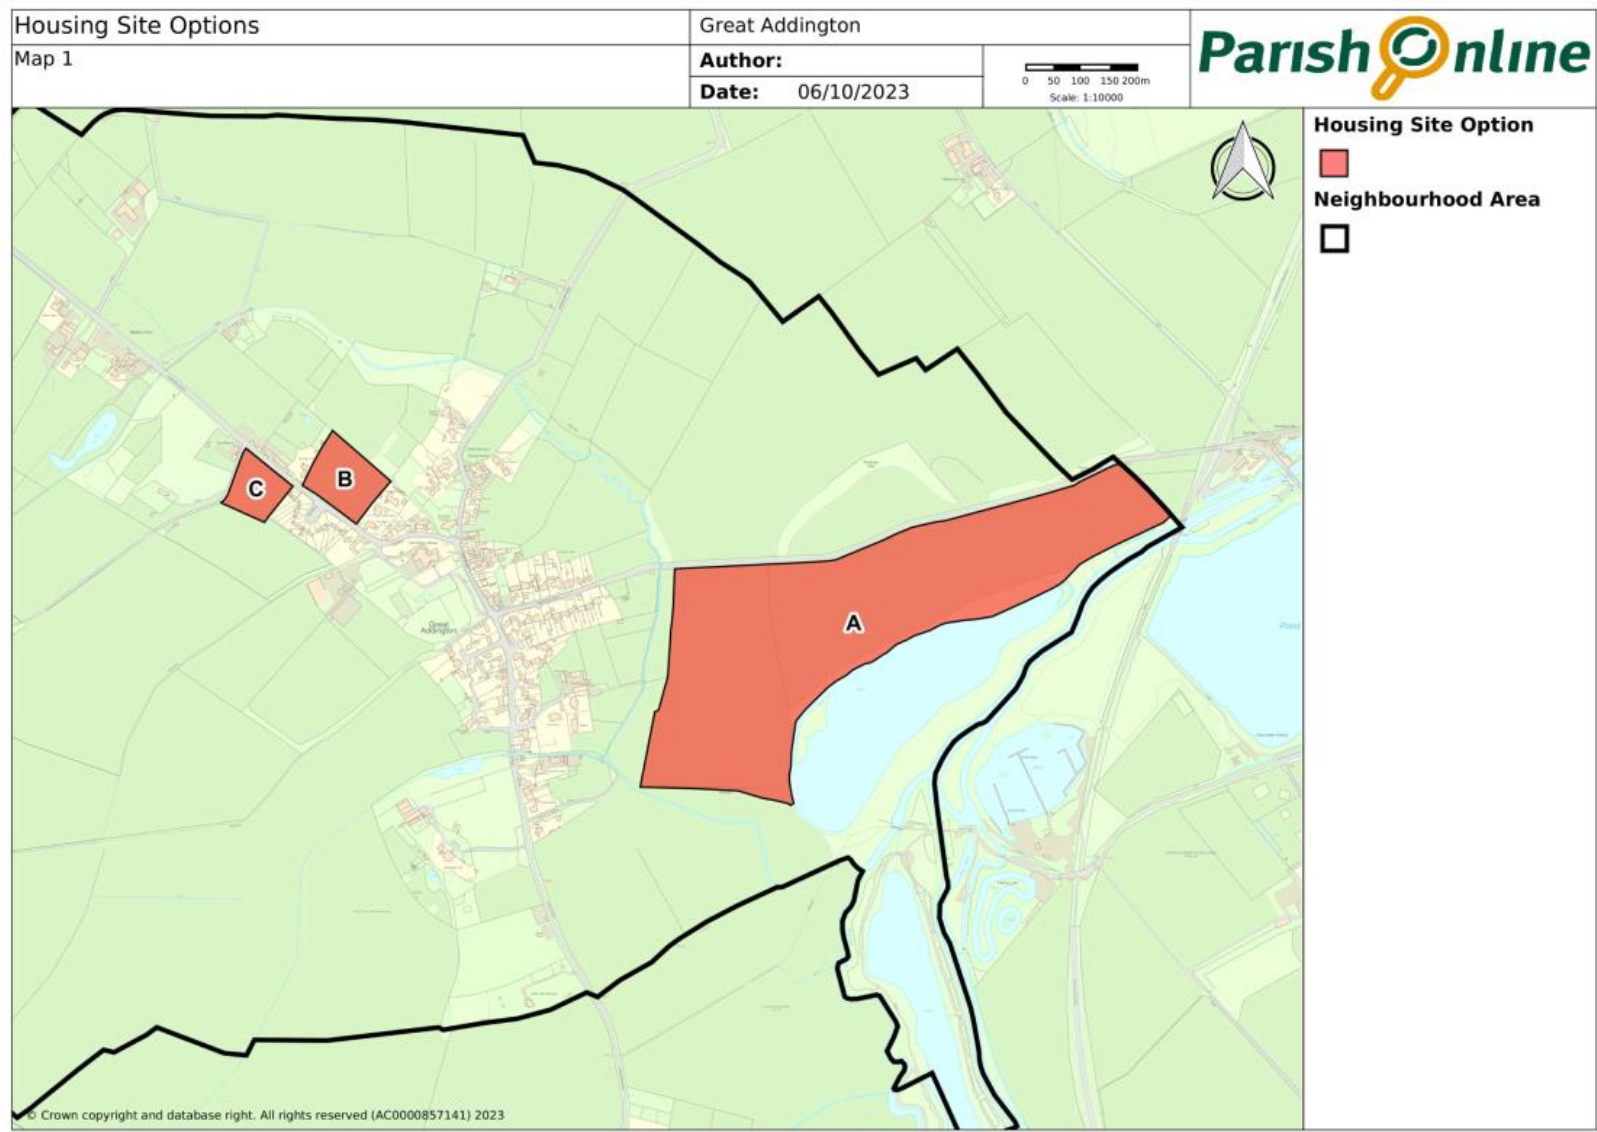 Housing Site Options
Map 1
Great Addington
Author:
Date: 06/10/2023
0 50 100 150 200m
Scale: 1:10000
Parish Online
Housing Site Option
Neighbourhood Area
C
B
A
Great
Addington
Pond
© Crown copyright and database right. All rights reserved (AC0000857141) 2023